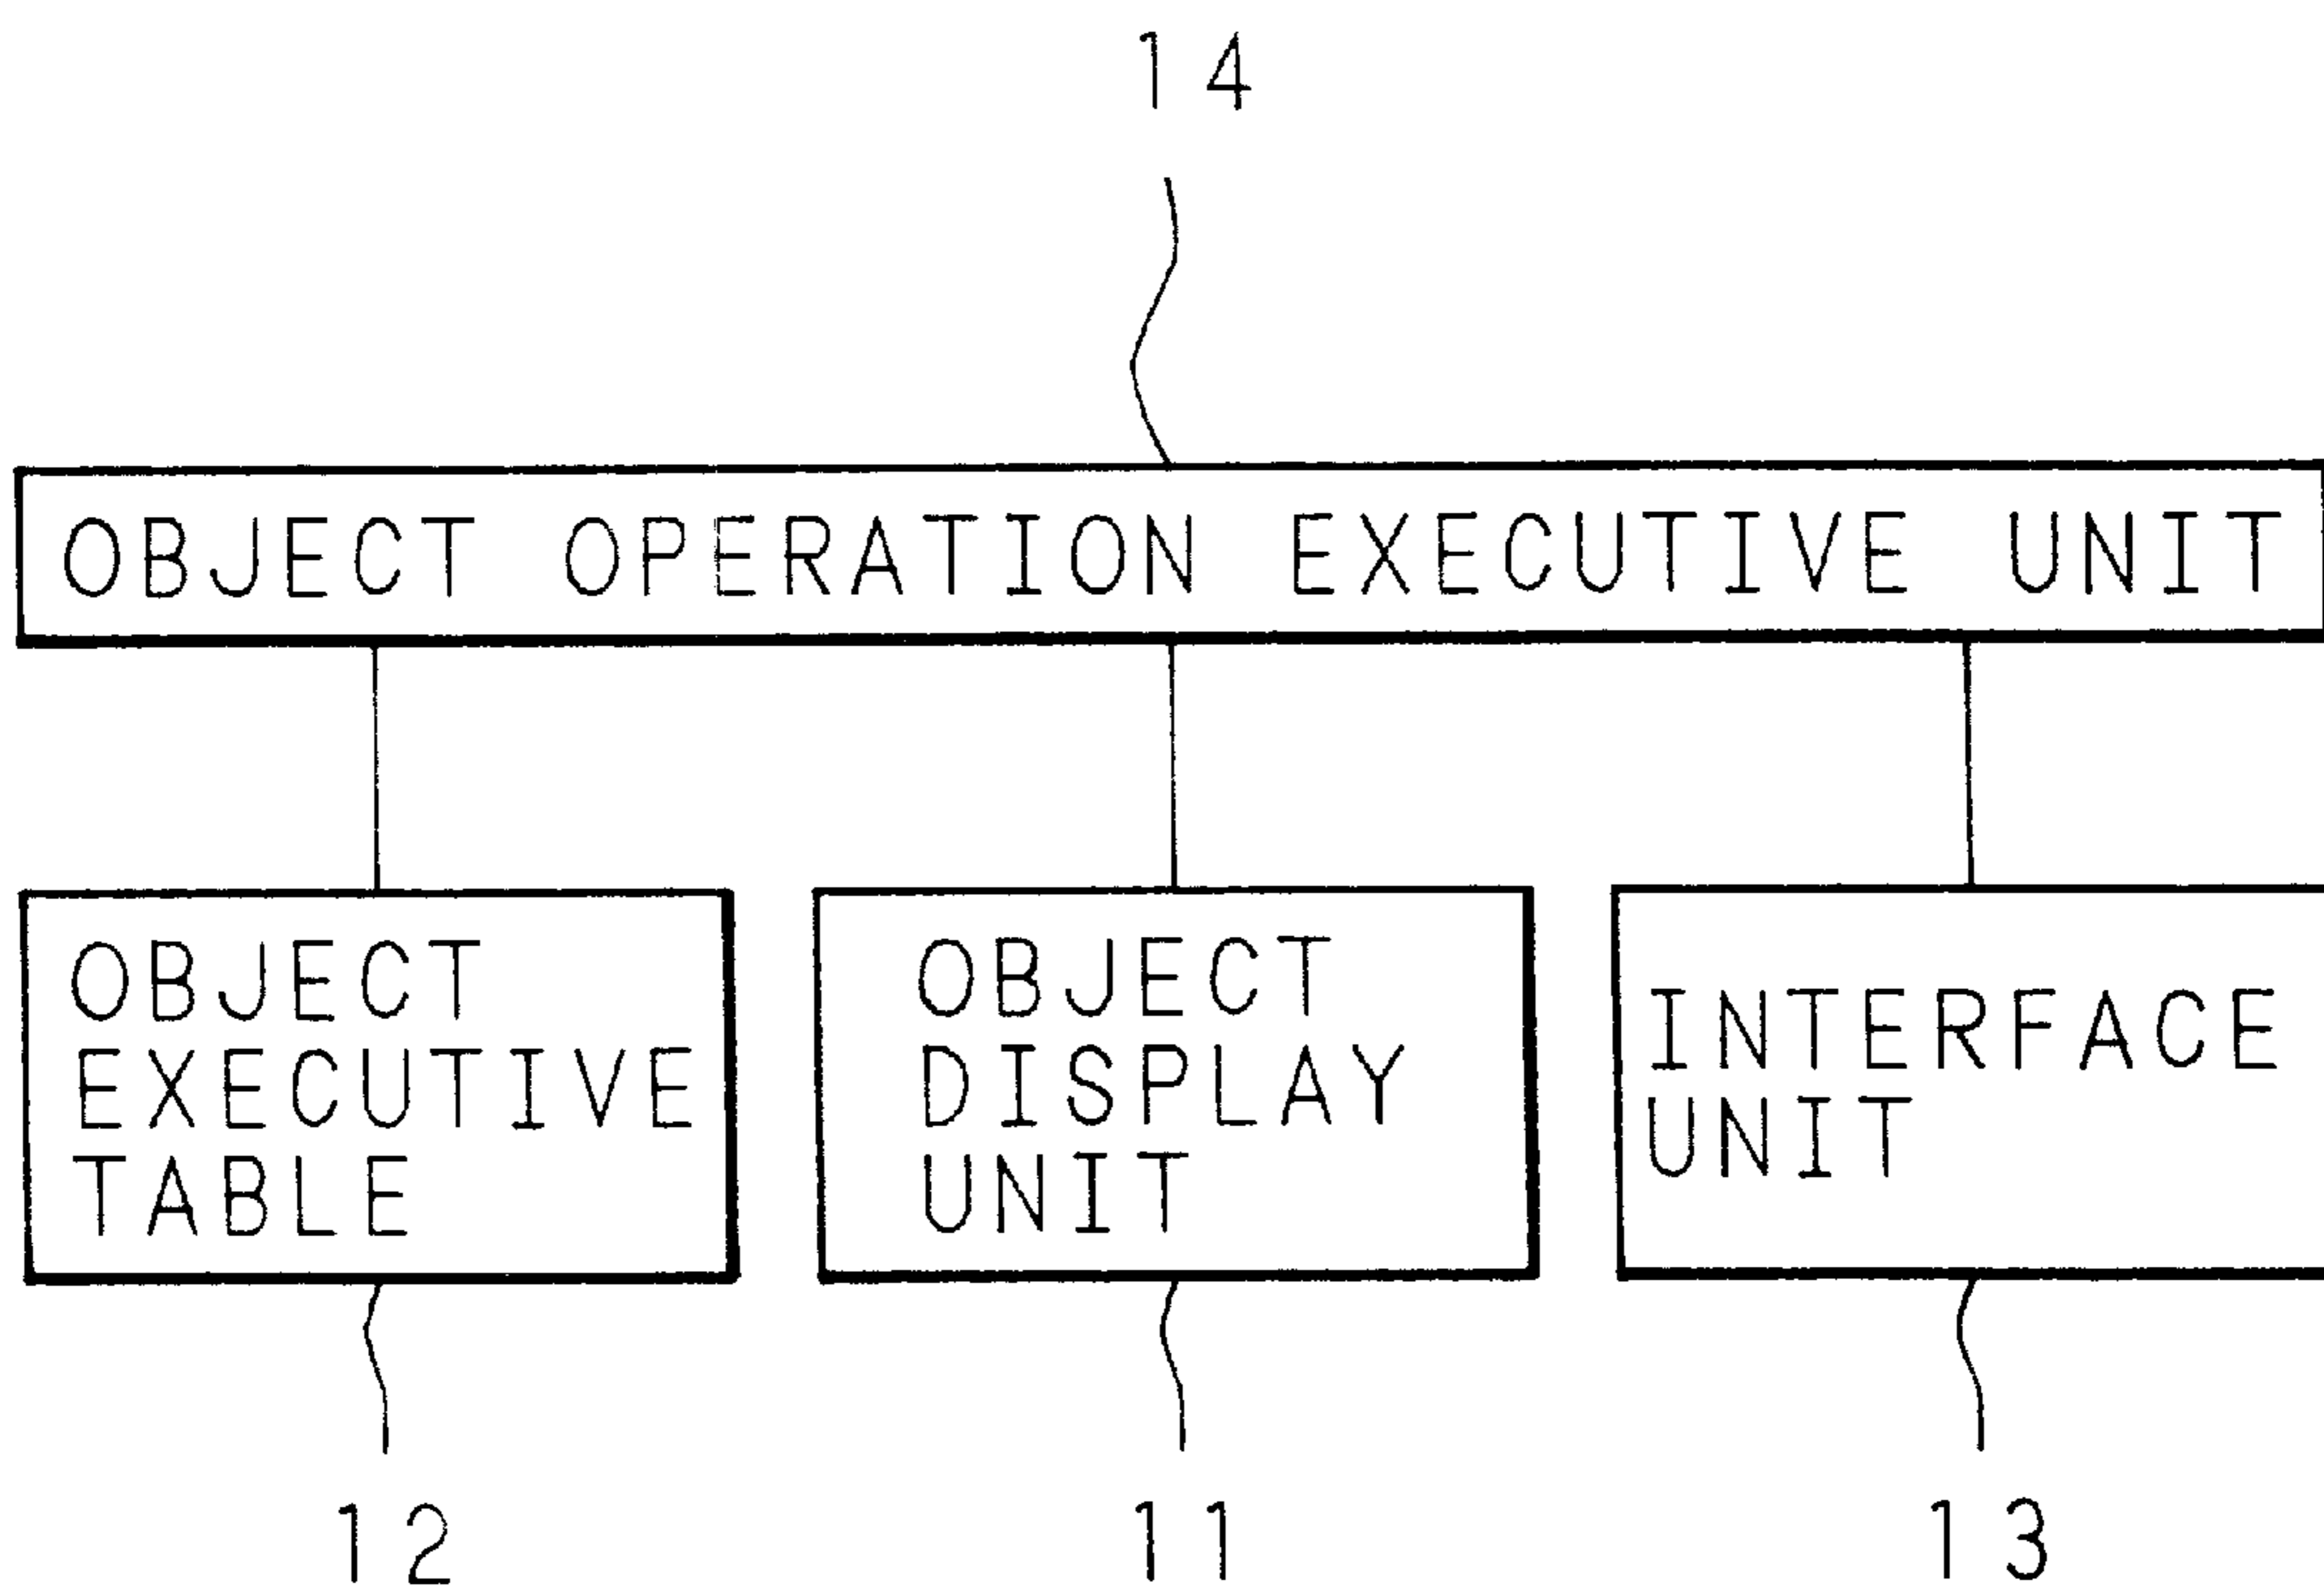 14
OBJECT OPERATION EXECUTIVE UNIT
OBJECT
EXECUTIVE
TABLE
OBJECT
DISPLAY
UNIT
INTERFACE
UNIT
12
11
13